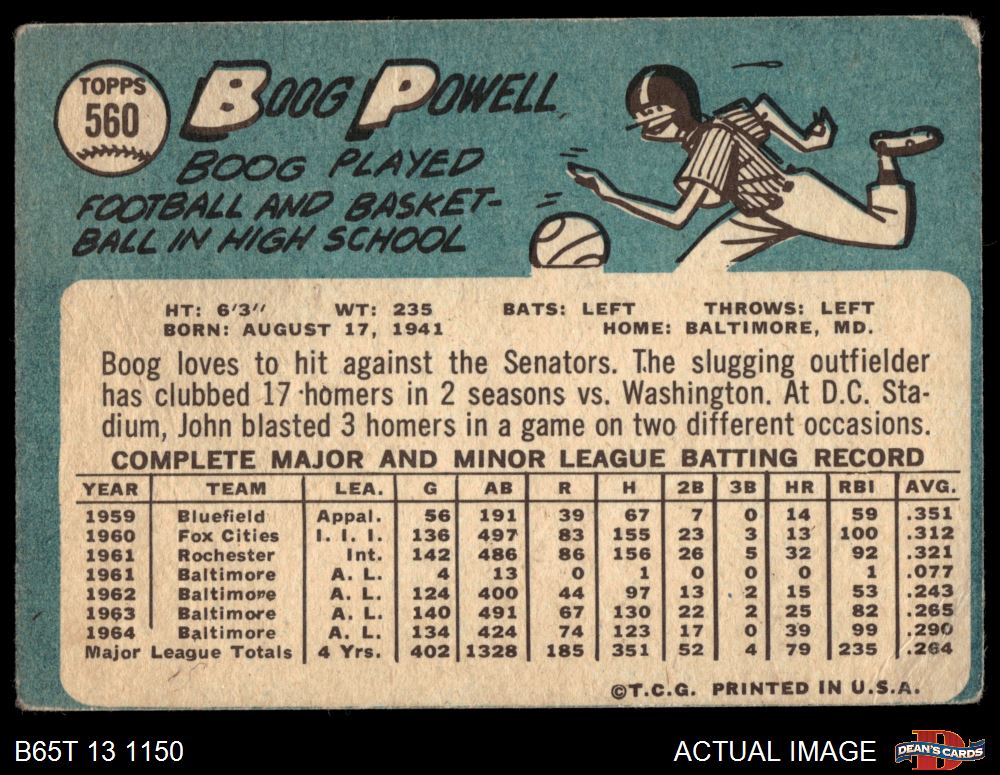 TOPPS
560
BOOG POWELL
BOOG PLAYED
FOOTBALL AND BASKET-
BALL IN HIGH SCHOOL
HT: 6'3" WT: 235 BATS: LEFT THROWS: LEFT
BORN: AUGUST 17, 1941 HOME: BALTIMORE, MD.
Boog loves to hit against the Senators. The slugging outfielder
has clubbed 17 homers in 2 seasons vs. Washington. At D.C. Sta-
dium, John blasted 3 homers in a game on two different occasions.
COMPLETE MAJOR AND MINOR LEAGUE BATTING RECORD
YEAR TEAM LEA. G AB R H 2B 3B HR RBI AVG.
1959 Bluefield Appal. 56 191 39 67 7 0 14 59 .351
1960 Fox Cities I. I. I. 136 497 83 155 23 3 13 100 .312
1961 Rochester Int. 142 486 86 156 26 5 32 92 .321
1961 Baltimore A. L. 4 13 0 1 0 0 0 1 .077
1962 Baltimore A. L. 124 400 44 97 13 2 15 53 .243
1963 Baltimore A. L. 140 491 67 130 22 2 25 82 .265
1964 Baltimore A. L. 134 424 74 123 17 0 39 99 .290
Major League Totals 4 Yrs. 402 1328 185 351 52 4 79 235 .264
©T.C.G. PRINTED IN U.S.A.
B65T 13 1150 ACTUAL IMAGE DEAN'S CARDS